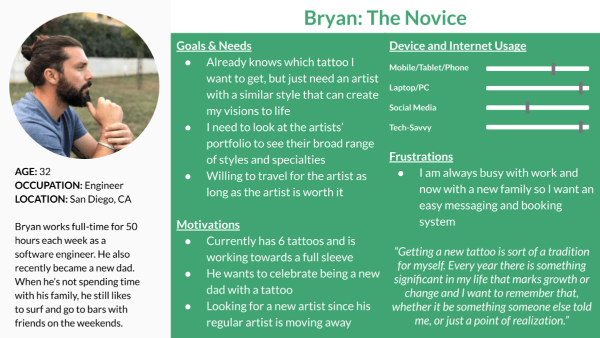 Bryan: The Novice
AGE: 32
OCCUPATION: Engineer
LOCATION: San Diego, CA
Bryan works full-time for 50
hours each week as a
software engineer. He also
recently became a new dad.
When he's not spending time
with his family, he still likes
to surf and go to bars with
friends on the weekends.
Goals & Needs
● Already knows which tattoo I
want to get, but just need an artist
with a similar style that can create
my visions to life
● I need to look at the artists'
portfolio to see their broad range
of styles and specialties
● Willing to travel for the artist as
long as the artist is worth it
Motivations
● Currently has 6 tattoos and is
working towards a full sleeve
● He wants to celebrate being a new
dad with a tattoo
● Looking for a new artist since his
regular artist is moving away
Device and Internet Usage
Mobile/Tablet/Phone
Laptop/PC
Social Media
Tech-Savvy
Frustrations
● I am always busy with work and
now with a new family so I want an
easy messaging and booking
system
"Getting a new tattoo is sort of a tradition
for myself. Every year there is something
significant in my life that marks growth or
change and I want to remember that,
whether it be something someone else told
me, or just a point of realization."